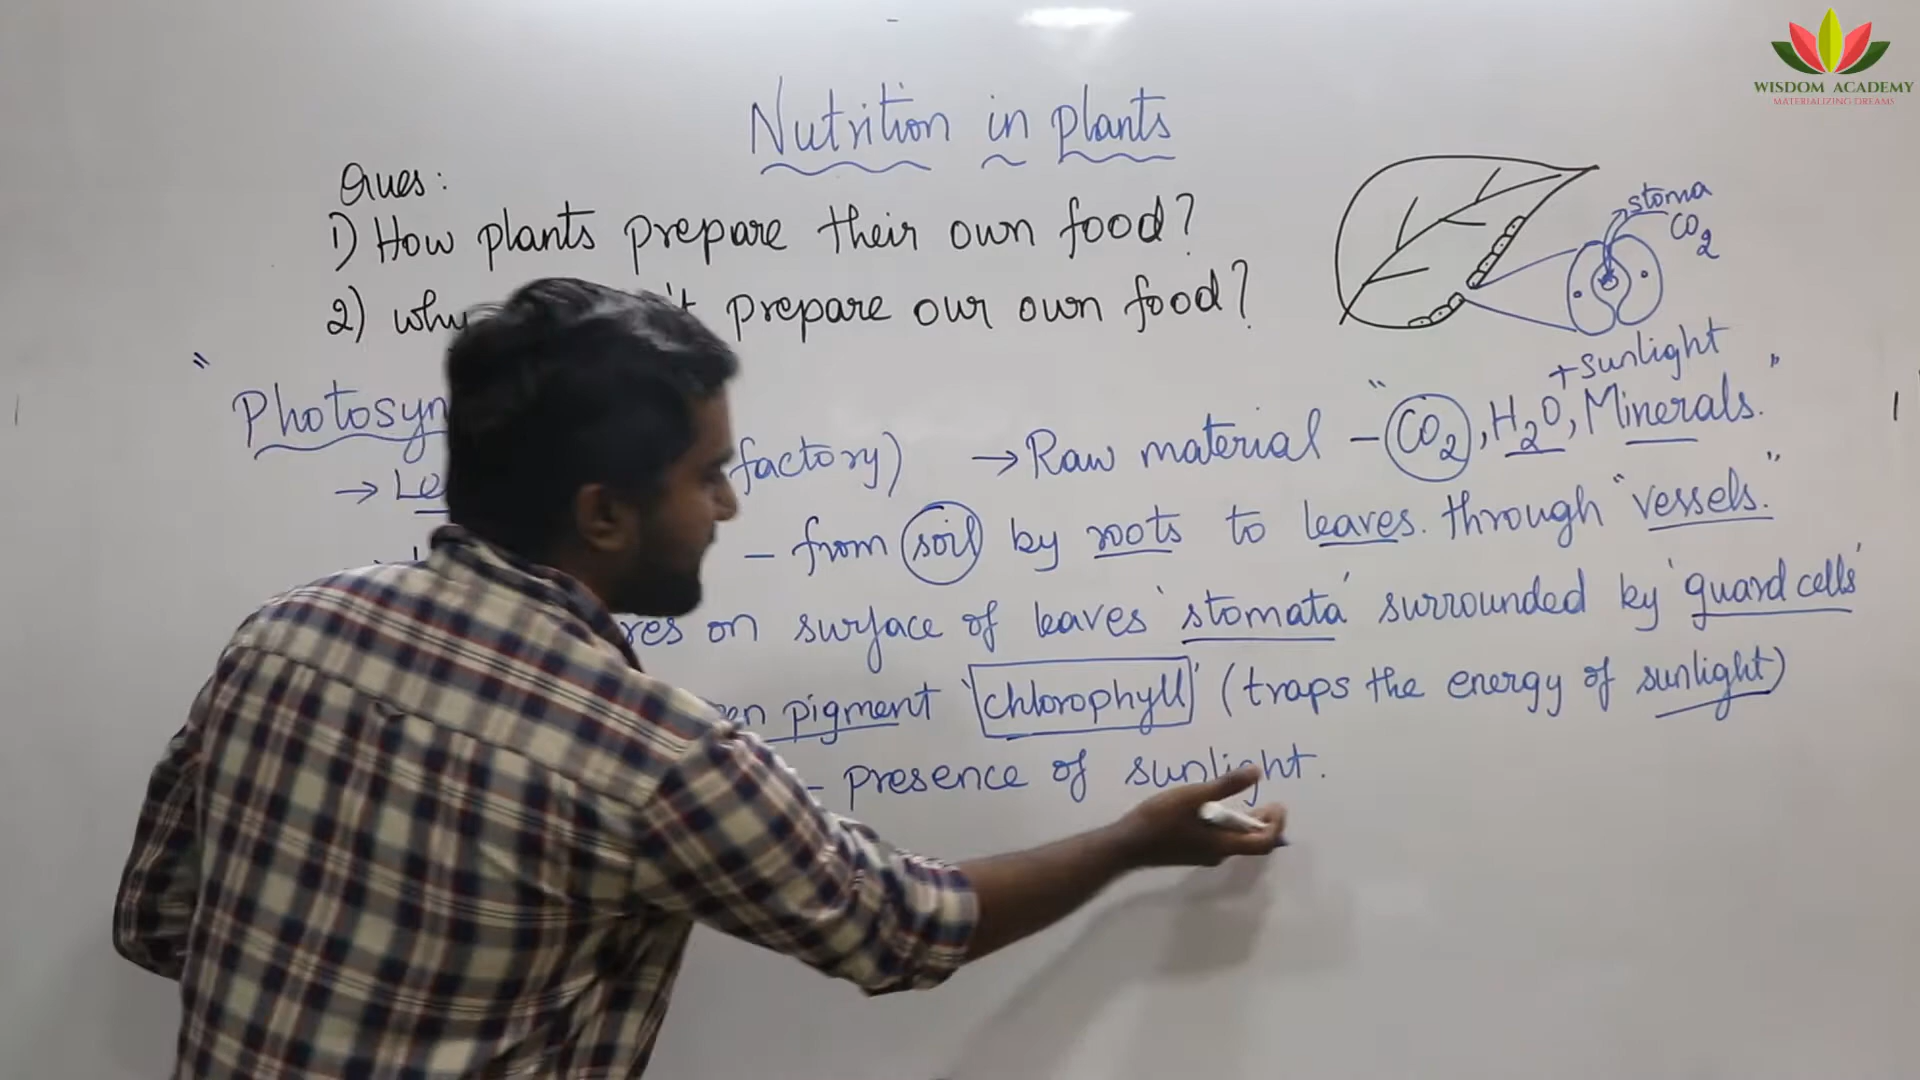 WISDOM ACADEMY
MATERIALIZING DREAMS
Nutrition in plants
Ques:
1) How plants prepare their own food?
2) why prepare our own food?
stoma
CO2
+ sunlight
"Photosyn
→ Le factory) → Raw material - "CO2, H2O, Minerals."
- from soil by roots to leaves. through "vessels."
res on surface of leaves 'stomata' surrounded by 'guard cells'
en pigment 'chlorophyll' (traps the energy of sunlight)
- presence of sunlight.